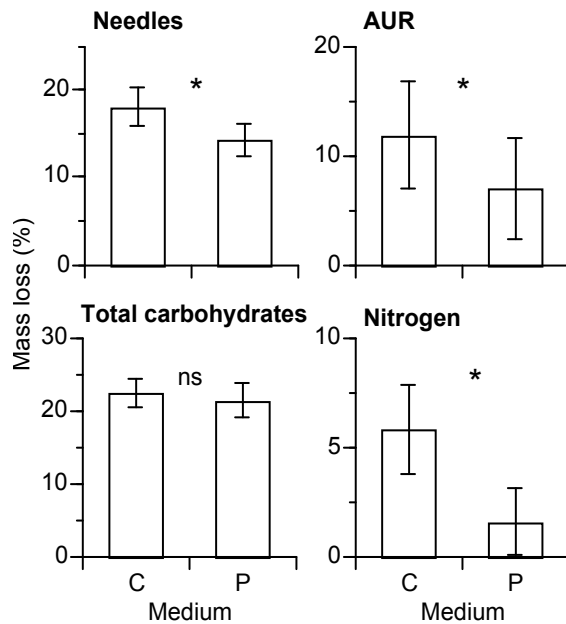 Needles
20
10
0
*
AUR
20
10
0
*
Mass loss (%)
Total carbohydrates
30
20
10
0
ns
C P
Medium
Nitrogen
10
5
0
*
C P
Medium